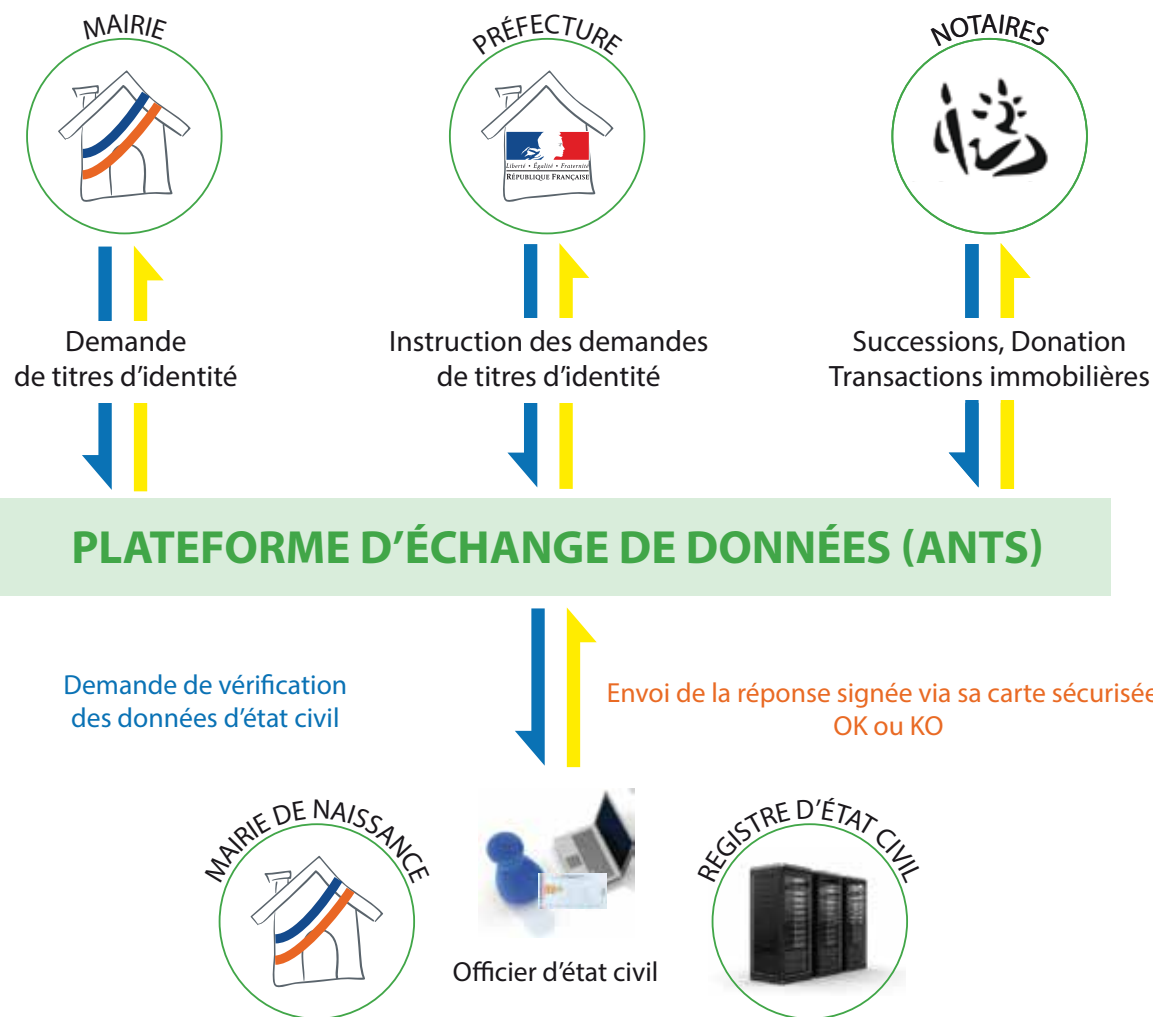 MAIRIE
PRÉFECTURE
NOTAIRES
Liberté • Égalité • Fraternité
RÉPUBLIQUE FRANÇAISE
Demande
de titres d'identité
Instruction des demandes
de titres d'identité
Successions, Donation
Transactions immobilières
PLATEFORME D'ÉCHANGE DE DONNÉES (ANTS)
Demande de vérification
des données d'état civil
Envoi de la réponse signée via sa carte sécurisée
OK ou KO
MAIRIE DE NAISSANCE
Officier d'état civil
REGISTRE D'ÉTAT CIVIL